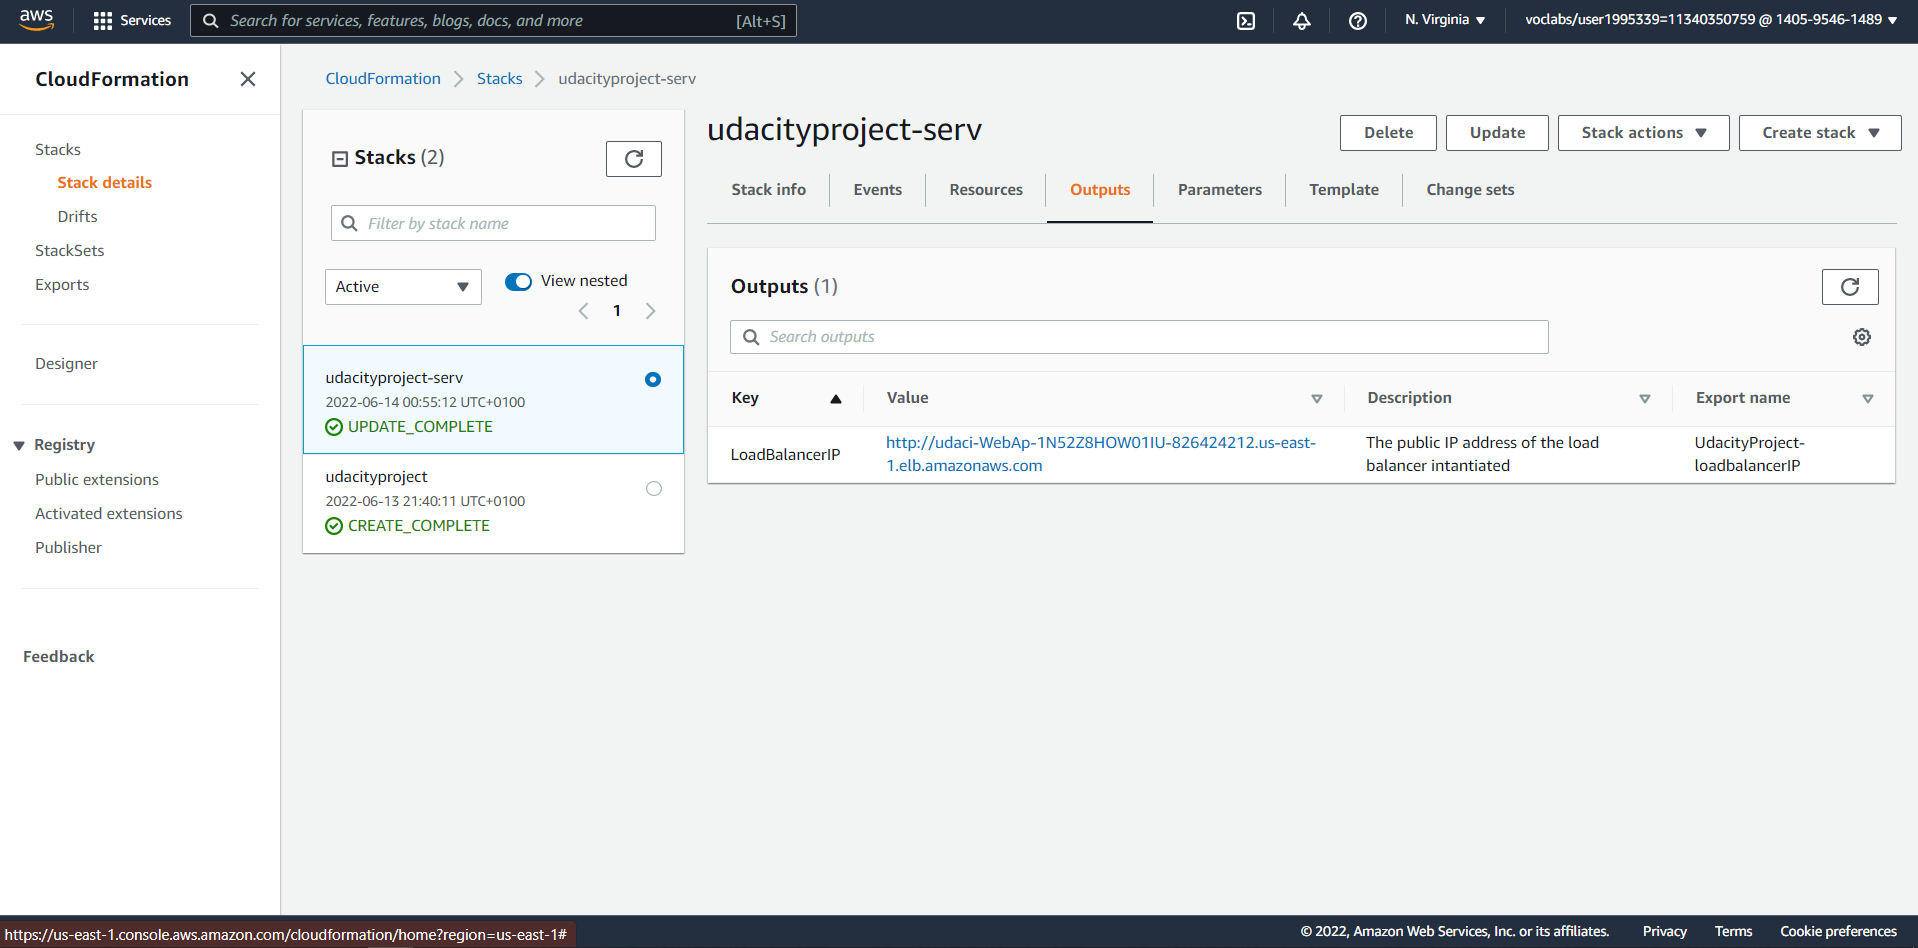 aws
Services
Search for services, features, blogs, docs, and more
[Alt+S]
N. Virginia
voclabs/user1995339=11340350759 @ 1405-9546-1489
CloudFormation
Stacks
Stack details
Drifts
StackSets
Exports
Designer
Registry
Public extensions
Activated extensions
Publisher
Feedback
CloudFormation
Stacks
udacityproject-serv
Stacks (2)
Filter by stack name
Active
View nested
1
udacityproject-serv
2022-06-14 00:55:12 UTC+0100
UPDATE_COMPLETE
udacityproject
2022-06-13 21:40:11 UTC+0100
CREATE_COMPLETE
udacityproject-serv
Delete
Update
Stack actions
Create stack
Stack info
Events
Resources
Outputs
Parameters
Template
Change sets
Outputs (1)
Search outputs
Key
Value
Description
Export name
LoadBalancerIP
http://udaci-WebAp-1N52Z8HOW01IU-826424212.us-east-
1.elb.amazonaws.com
The public IP address of the load
balancer intantiated
UdacityProject-
loadbalancerIP
https://us-east-1.console.aws.amazon.com/cloudformation/home?region=us-east-1#
© 2022, Amazon Web Services, Inc. or its affiliates.
Privacy
Terms
Cookie preferences